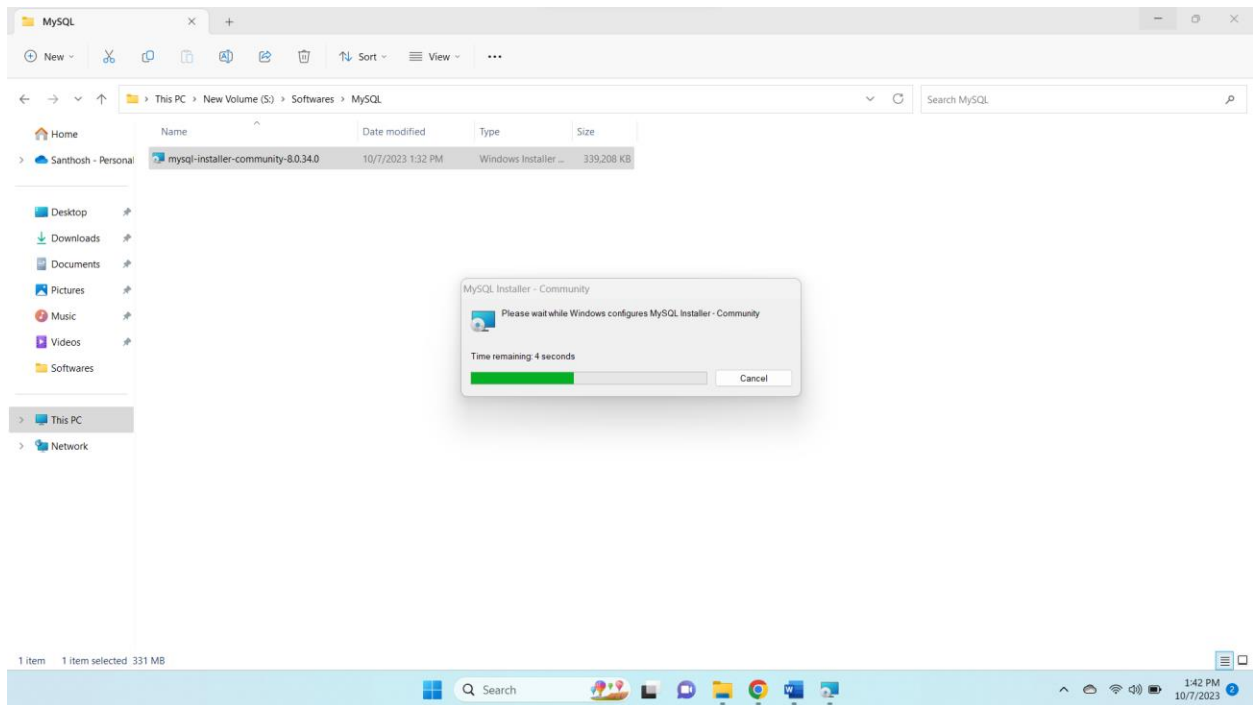 MySQL
New
Sort
View
This PC > New Volume (S:) > Softwares > MySQL
Search MySQL
Home
Santhosh - Personal
Desktop
Downloads
Documents
Pictures
Music
Videos
Softwares
This PC
Network
Name Date modified Type Size
mysql-installer-community-8.0.34.0 10/7/2023 1:32 PM Windows Installer ... 339,208 KB
MySQL Installer - Community
Please wait while Windows configures MySQL Installer - Community
Time remaining: 4 seconds
Cancel
1 item 1 item selected 331 MB
Search
1:42 PM
10/7/2023
2